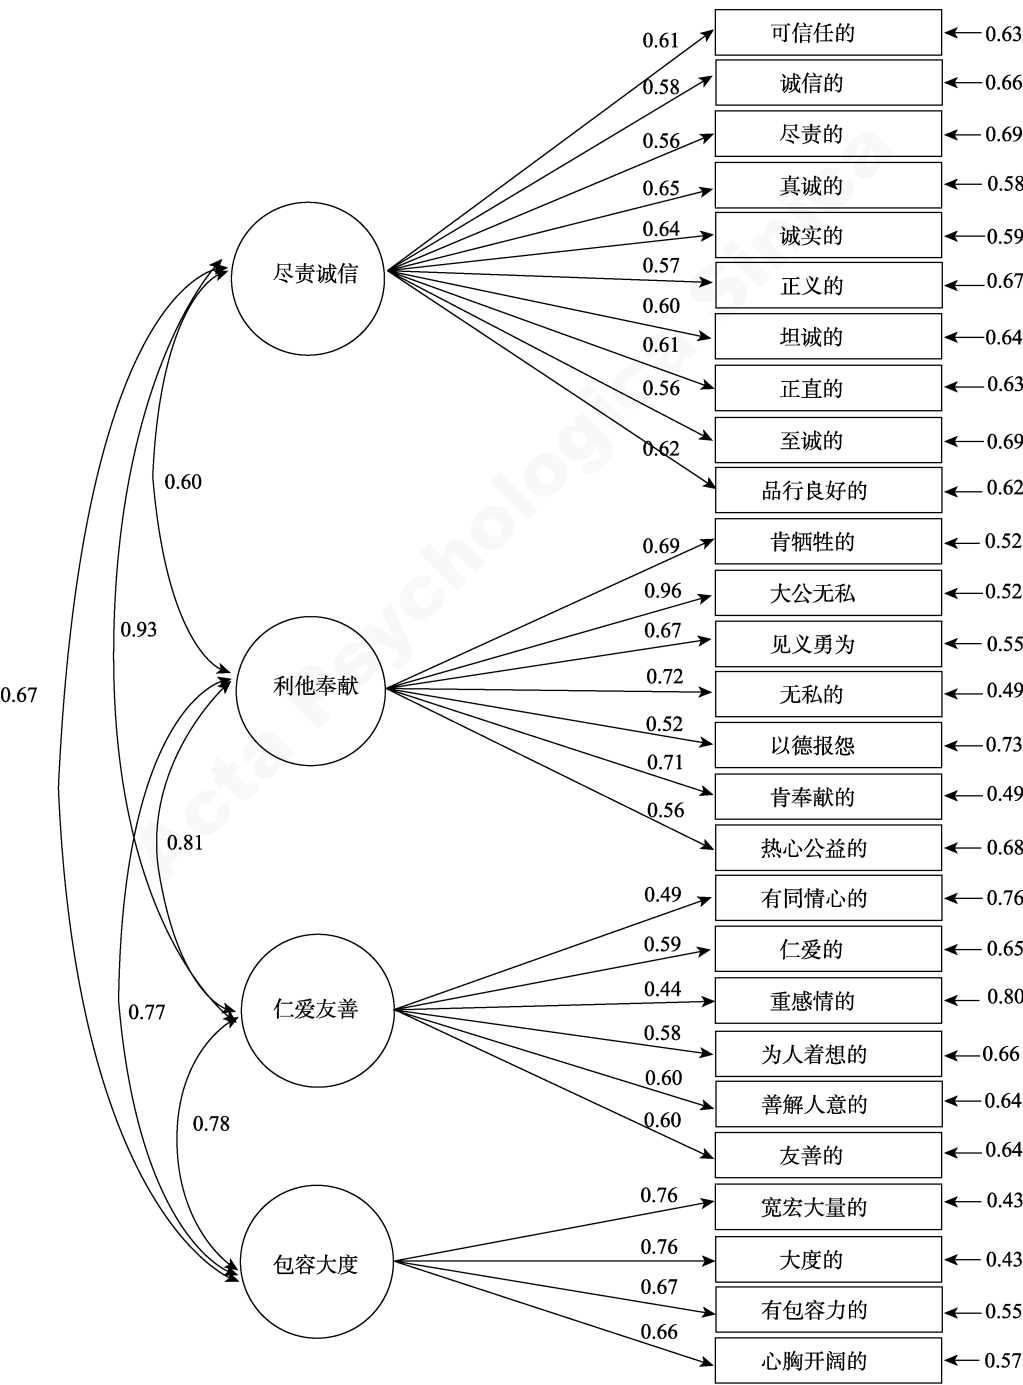 0.61 可信任的 0.63
0.58 诚信的 0.66
0.56 尽责的 0.69
0.65 真诚的 0.58
0.64 诚实的 0.59
尽责诚信 0.57 正义的 0.67
0.60 坦诚的 0.64
0.61 正直的 0.63
0.56 至诚的 0.69
0.62 品行良好的 0.62
0.60
0.69 肯牺牲的 0.52
0.96 大公无私 0.52
0.93 0.67 见义勇为 0.55
0.67 利他奉献 0.72 无私的 0.49
0.52 以德报怨 0.73
0.71 肯奉献的 0.49
0.81 0.56 热心公益的 0.68
0.49 有同情心的 0.76
0.59 仁爱的 0.65
0.77 仁爱友善 0.44 重感情的 0.80
0.58 为人着想的 0.66
0.60 善解人意的 0.64
0.78 0.60 友善的 0.64
0.76 宽宏大量的 0.43
包容大度 0.76 大度的 0.43
0.67 有包容力的 0.55
0.66 心胸开阔的 0.57
Acta Psychologica Sinica